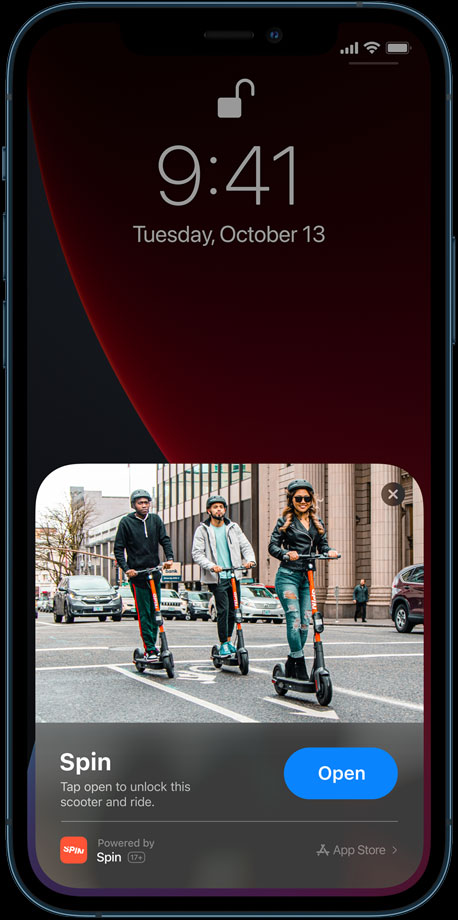 9:41
Tuesday, October 13
Bank
Spin
Tap open to unlock this
scooter and ride.
Open
SPIN
Powered by
Spin 17+
App Store